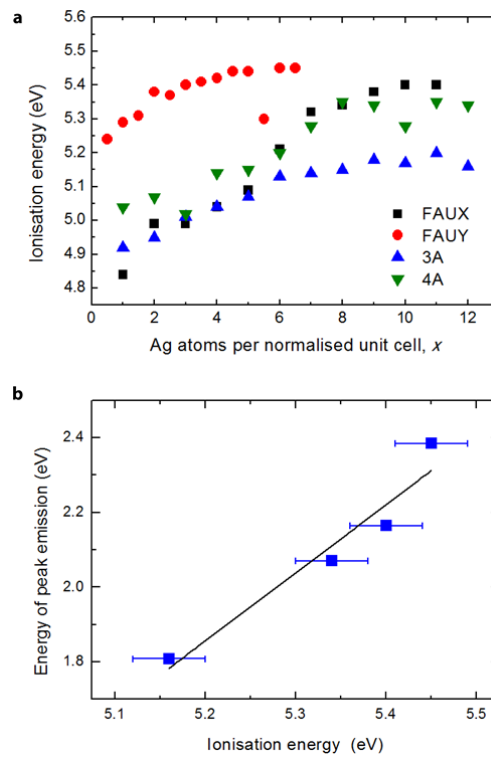 a
5.6
5.5
5.4
5.3
5.2
5.1
5.0
4.9
4.8
Ionisation energy (eV)
FAUX
FAUY
3A
4A
0 2 4 6 8 10 12
Ag atoms per normalised unit cell, x
b
2.4
2.2
2.0
1.8
Energy of peak emission (eV)
5.1 5.2 5.3 5.4 5.5
Ionisation energy (eV)